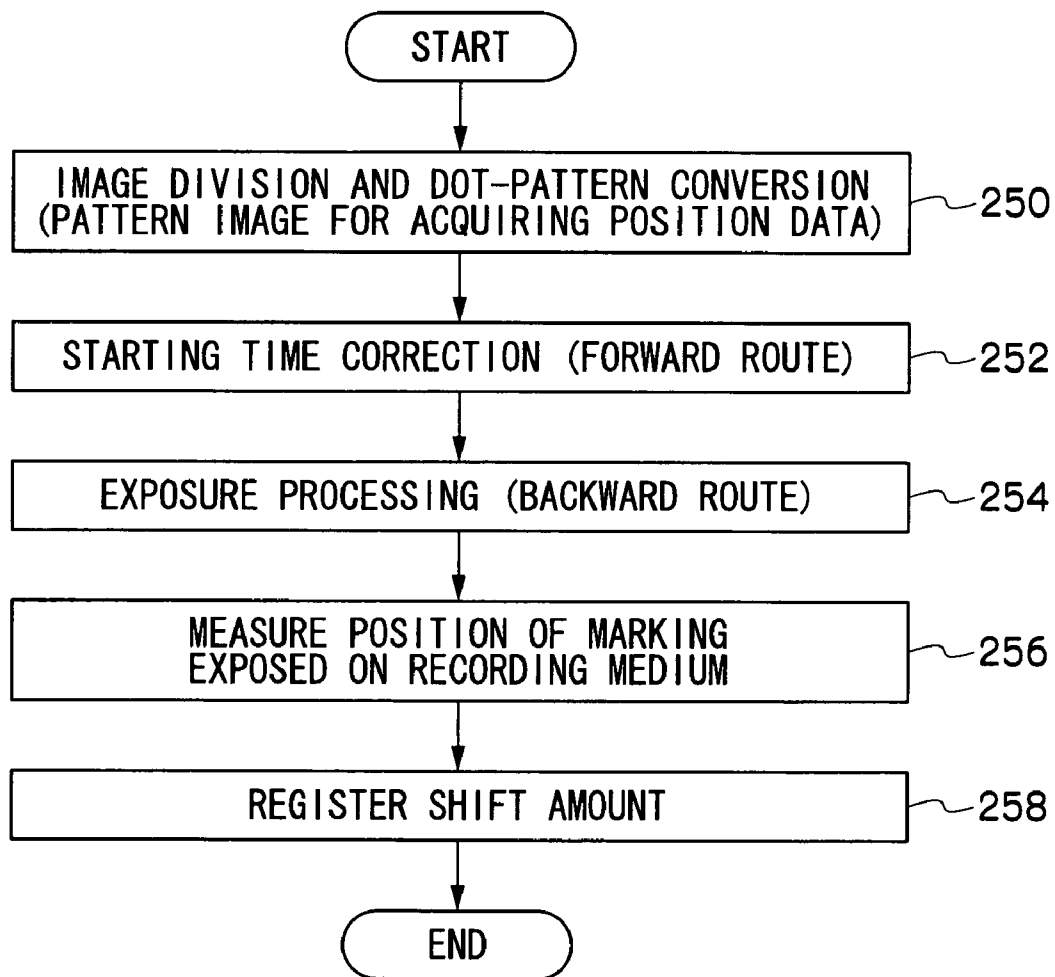 START
IMAGE DIVISION AND DOT-PATTERN CONVERSION
(PATTERN IMAGE FOR ACQUIRING POSITION DATA)
250
STARTING TIME CORRECTION (FORWARD ROUTE)
252
EXPOSURE PROCESSING (BACKWARD ROUTE)
254
MEASURE POSITION OF MARKING
EXPOSED ON RECORDING MEDIUM
256
REGISTER SHIFT AMOUNT
258
END